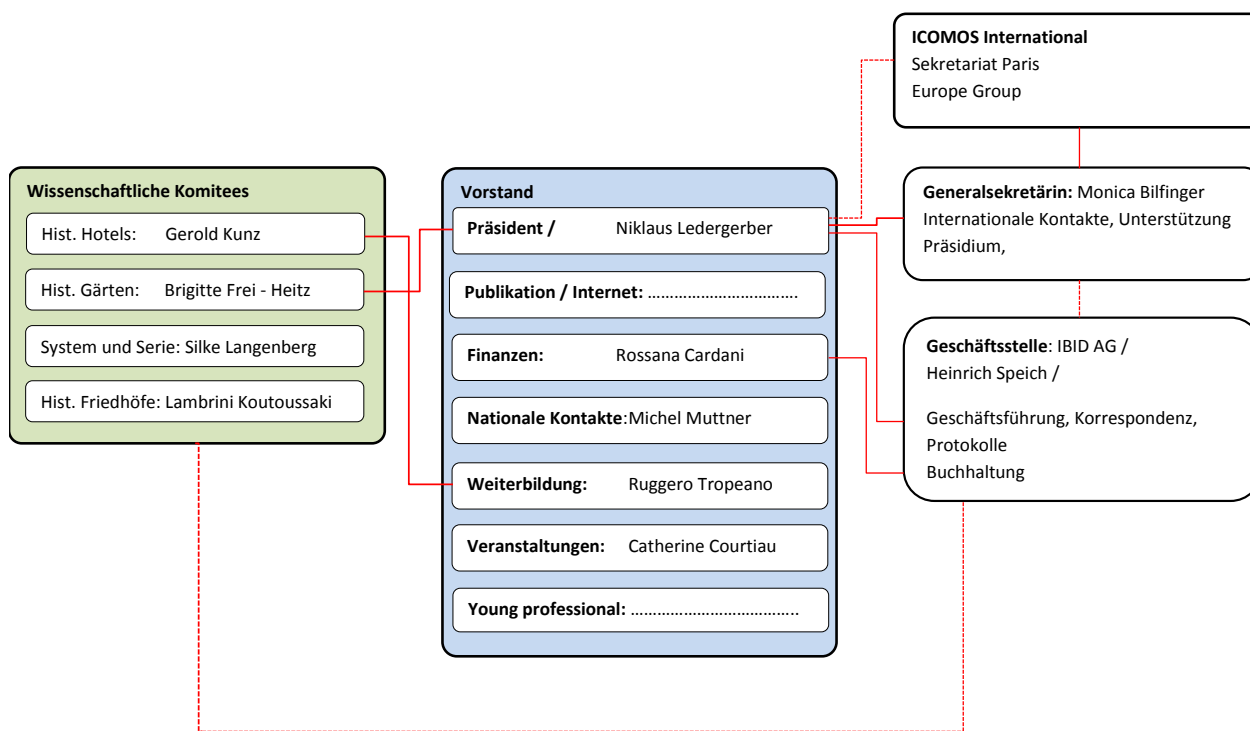 ICOMOS International
Sekretariat Paris
Europe Group
Wissenschaftliche Komitees
Hist. Hotels: Gerold Kunz
Hist. Gärten: Brigitte Frei - Heitz
System und Serie: Silke Langenberg
Hist. Friedhöfe: Lambrini Koutoussaki
Vorstand
Präsident / Niklaus Ledergerber
Publikation / Internet: ……………………………..
Finanzen: Rossana Cardani
Nationale Kontakte:Michel Muttner
Weiterbildung: Ruggero Tropeano
Veranstaltungen: Catherine Courtiau
Young professional: ………………………………..
Generalsekretärin: Monica Bilfinger
Internationale Kontakte, Unterstützung
Präsidium,
Geschäftsstelle: IBID AG /
Heinrich Speich /
Geschäftsführung, Korrespondenz,
Protokolle
Buchhaltung